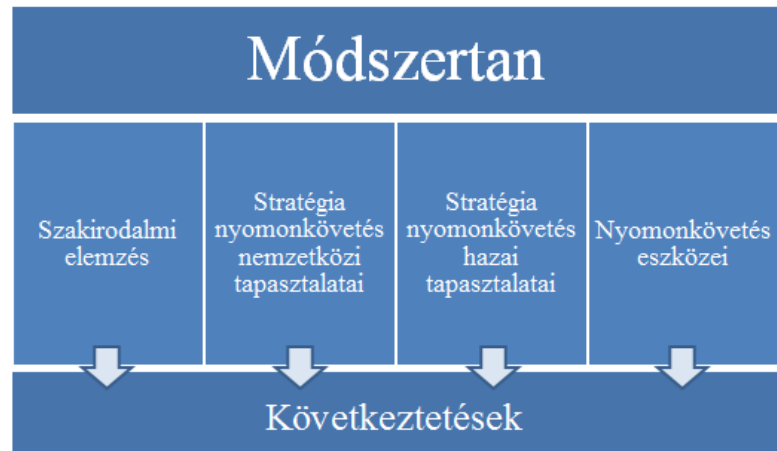 Módszertan
Szakirodalmi
elemzés
Stratégia
nyomonkövetés
nemzetközi
tapasztalatai
Stratégia
nyomonkövetés
hazai
tapasztalatai
Nyomonkövetés
eszközei
Következtetések